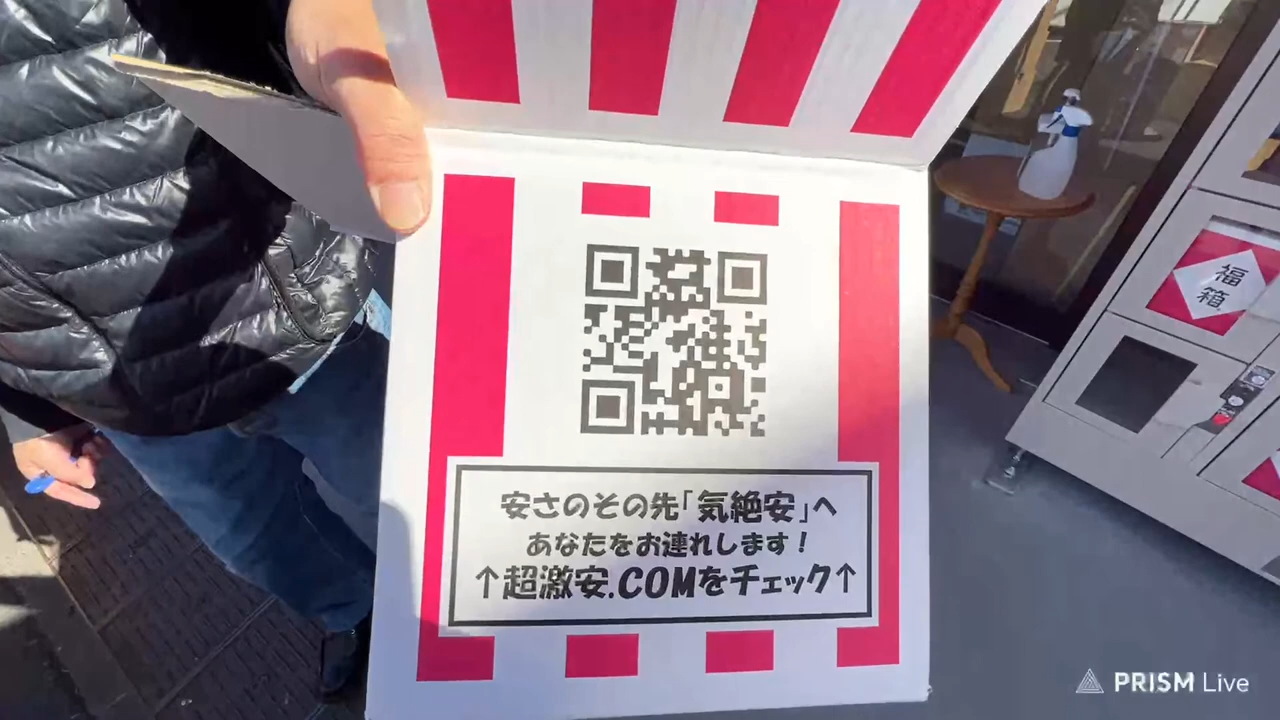 福
箱
安さのその先「気絶安」へ
あなたをお連れします！
↑超激安.COMをチェック↑
PRISM Live